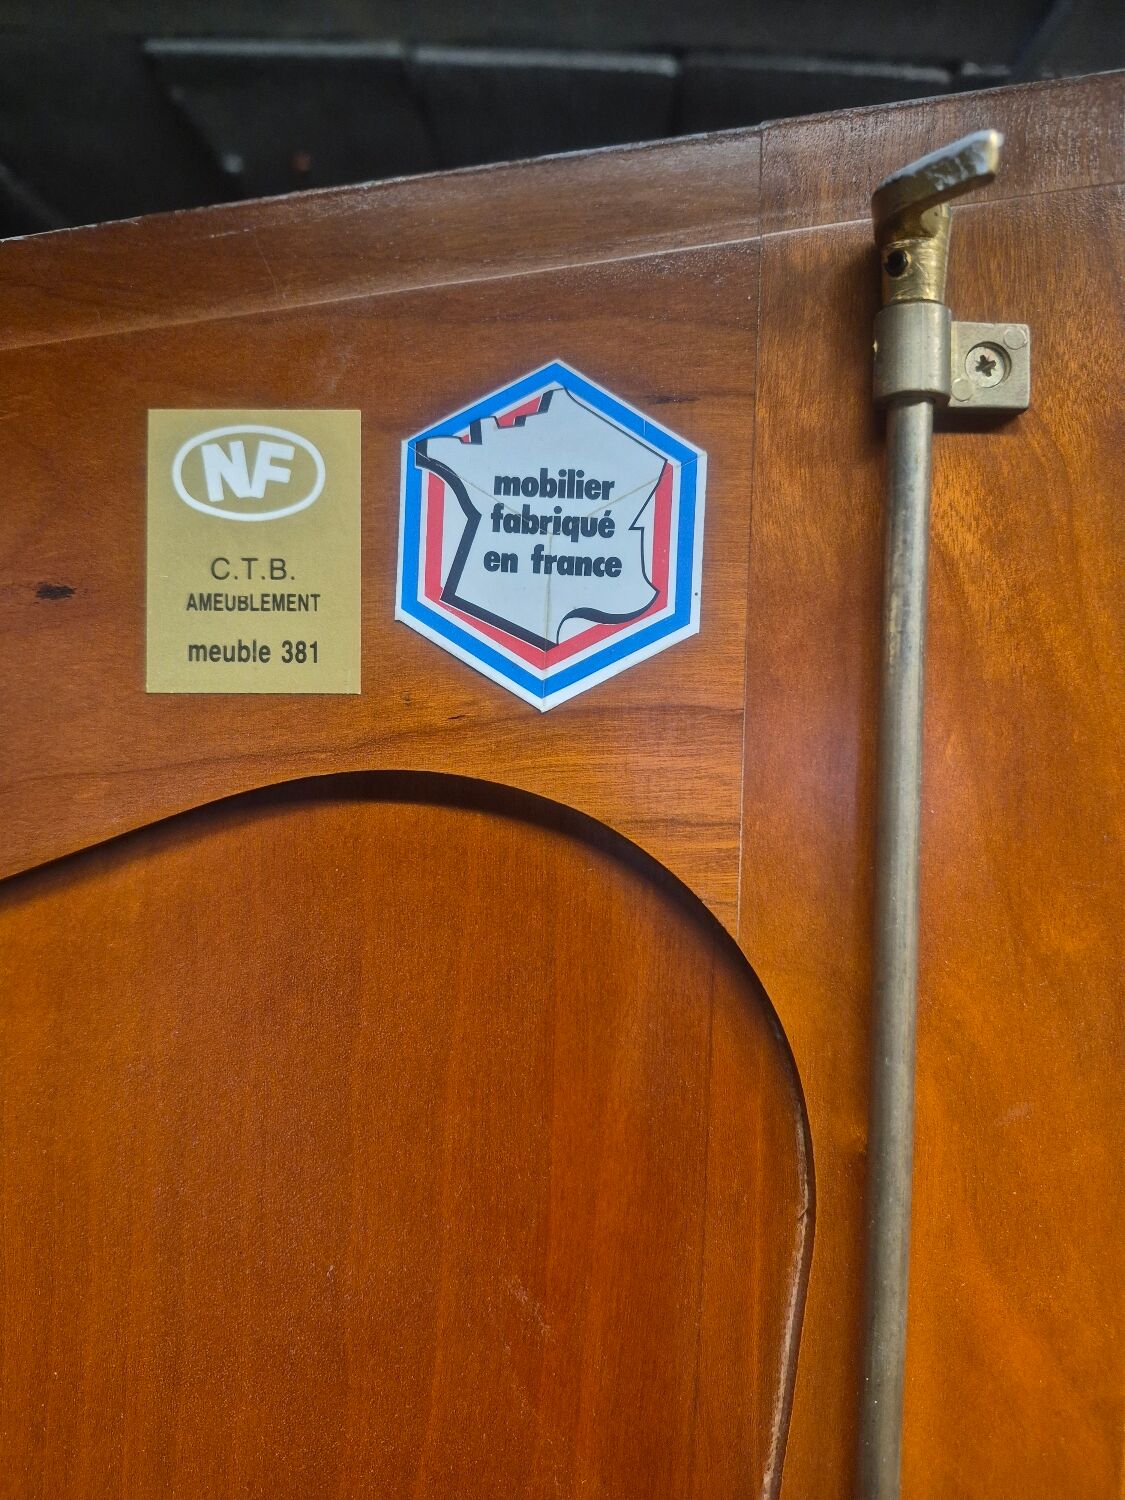 NF
C.T.B.
AMEUBLEMENT
meuble 381
mobilier
fabriqué
en france